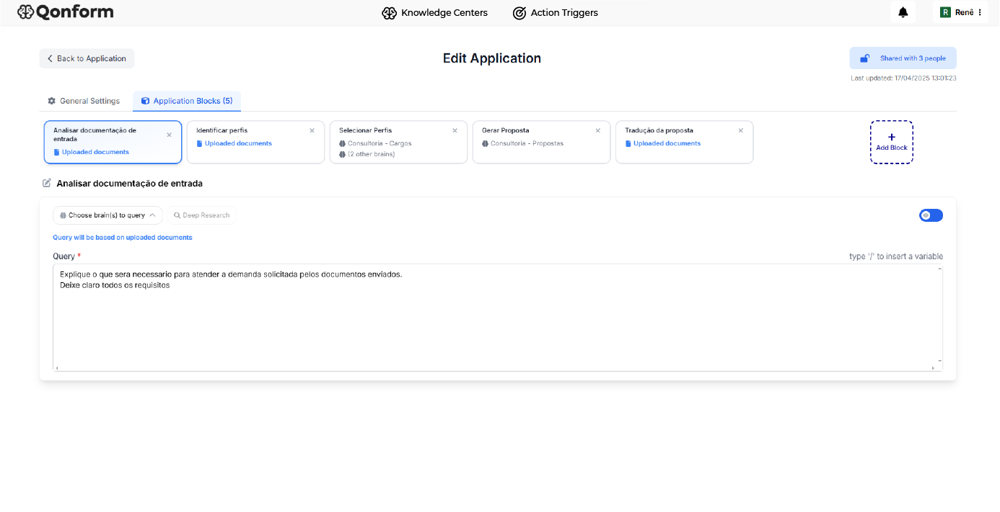 Qonform
Knowledge Centers
Action Triggers
R Renê
Back to Application
Edit Application
Shared with 3 people
Last updated: 17/04/2025 13:01:23
General Settings
Application Blocks (5)
Analisar documentação de
entrada
Uploaded documents
Identificar perfis
Uploaded documents
Selecionar Perfis
Consultoria - Cargos
(2 other brains)
Gerar Proposta
Consultoria - Propostas
Tradução da proposta
Uploaded documents
+
Add Block
Analisar documentação de entrada
Choose brain(s) to query
Deep Research
Query will be based on uploaded documents
Query *
type '/' to insert a variable
Explique o que sera necessario para atender a demanda solicitada pelos documentos enviados.
Deixe claro todos os requisitos